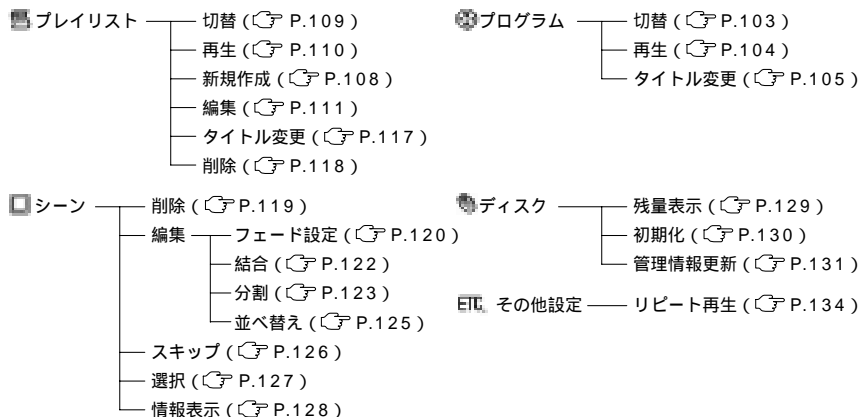 プレイリスト 切替(P.109)
再生(P.110)
新規作成(P.108)
編集(P.111)
タイトル変更(P.117)
削除(P.118)
プログラム 切替(P.103)
再生(P.104)
タイトル変更(P.105)
シーン 削除(P.119)
編集 フェード設定(P.120)
結合(P.122)
分割(P.123)
並べ替え(P.125)
スキップ(P.126)
選択(P.127)
情報表示(P.128)
ディスク 残量表示(P.129)
初期化(P.130)
管理情報更新(P.131)
ETC. その他設定 リピート再生(P.134)